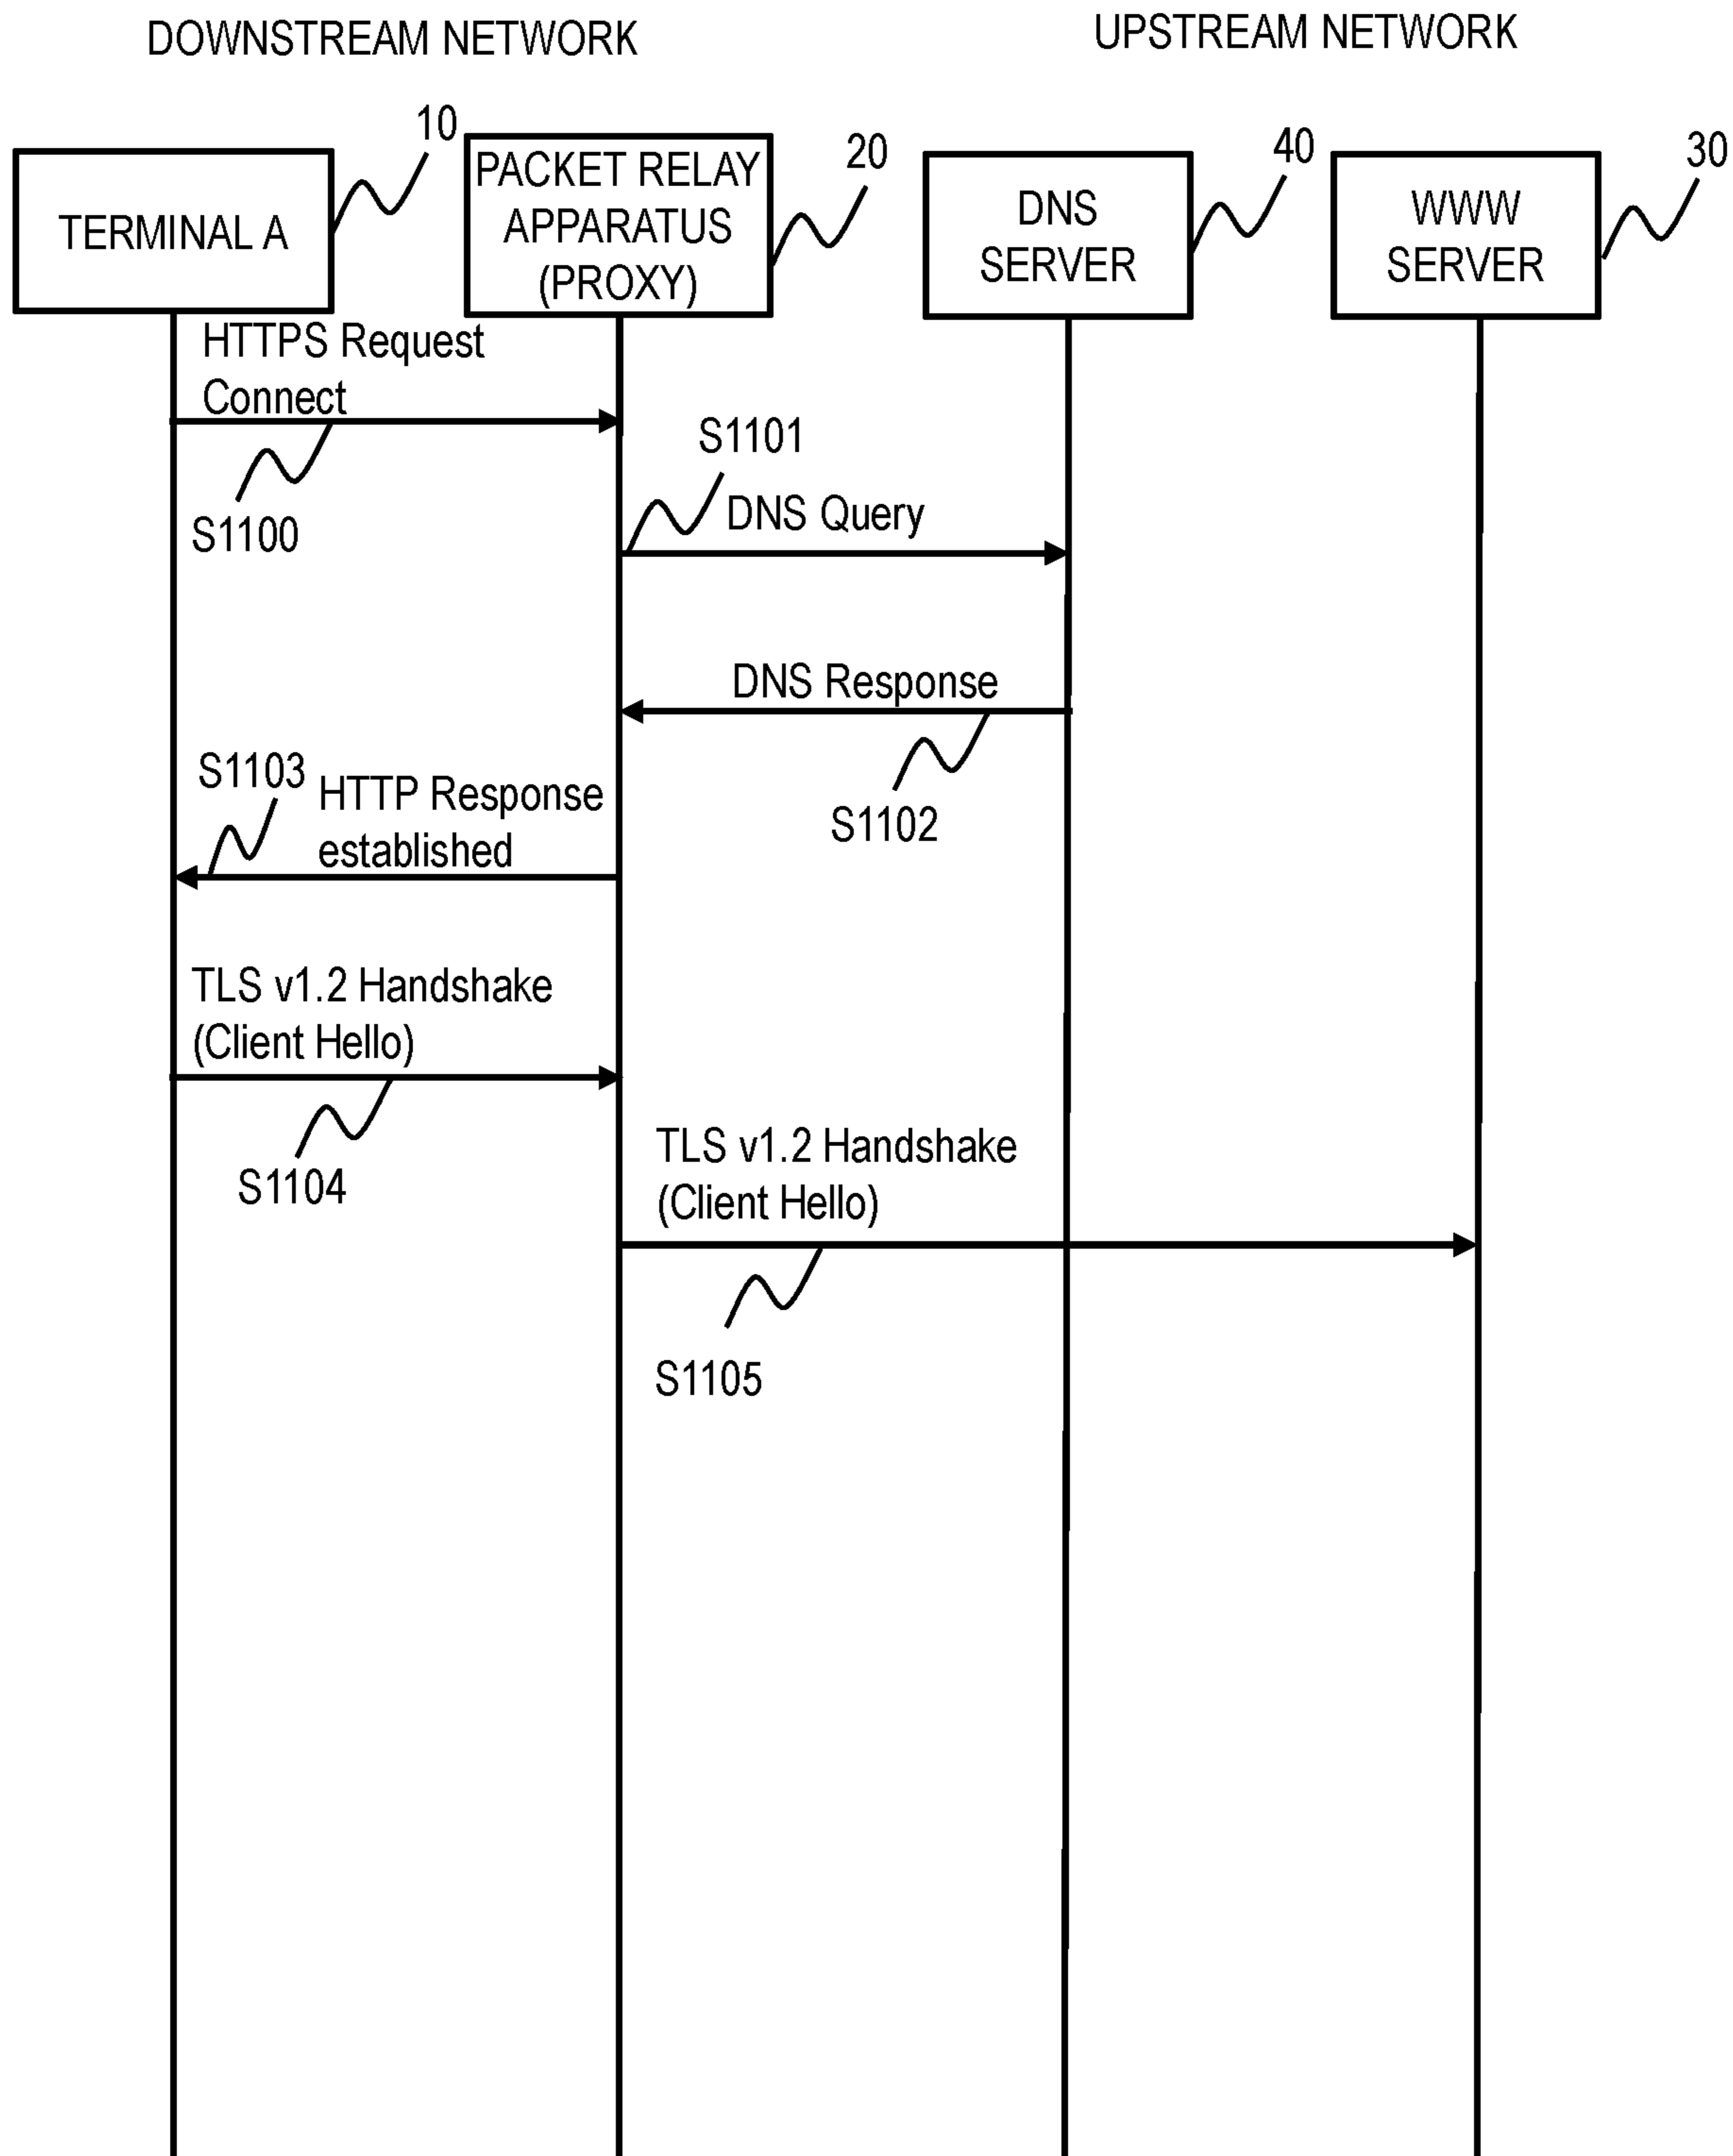 DOWNSTREAM NETWORK
UPSTREAM NETWORK
10
20
40
30
TERMINAL A
PACKET RELAY
APPARATUS
(PROXY)
DNS
SERVER
WWW
SERVER
HTTPS Request
Connect
S1100
S1101
DNS Query
DNS Response
S1102
S1103
HTTP Response
established
TLS v1.2 Handshake
(Client Hello)
S1104
TLS v1.2 Handshake
(Client Hello)
S1105